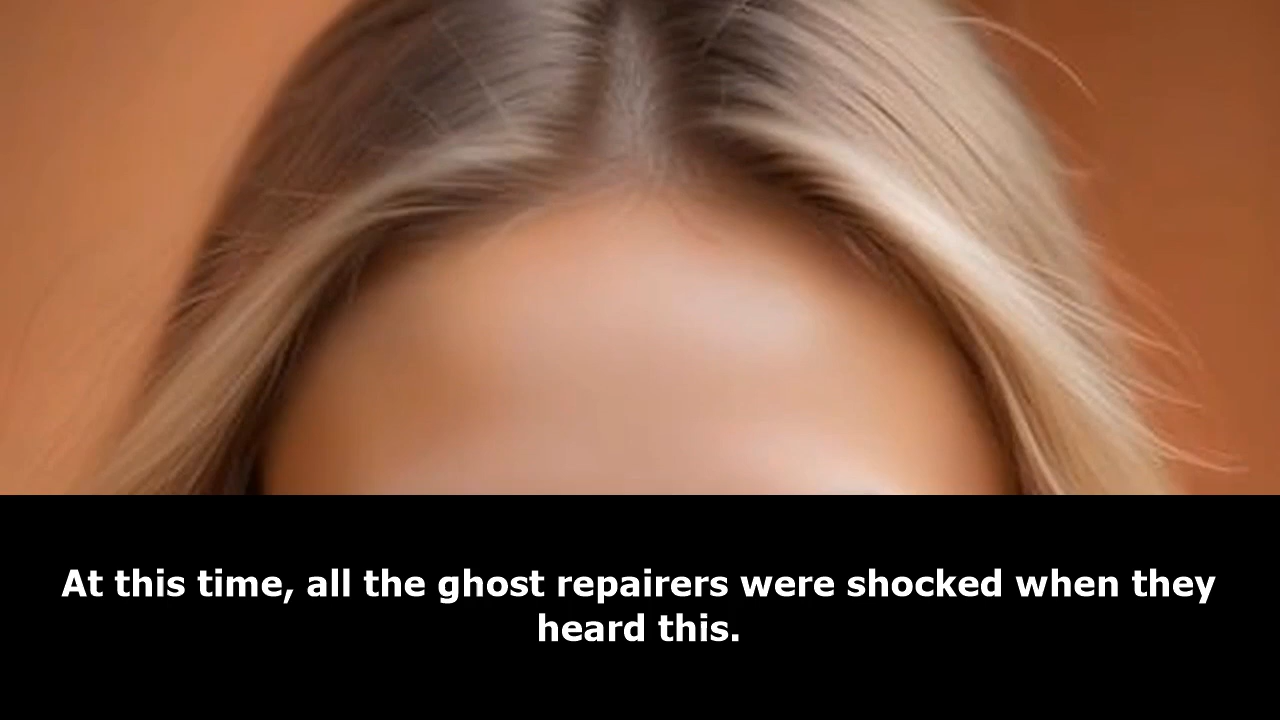 At this time, all the ghost repairers were shocked when they
heard this.